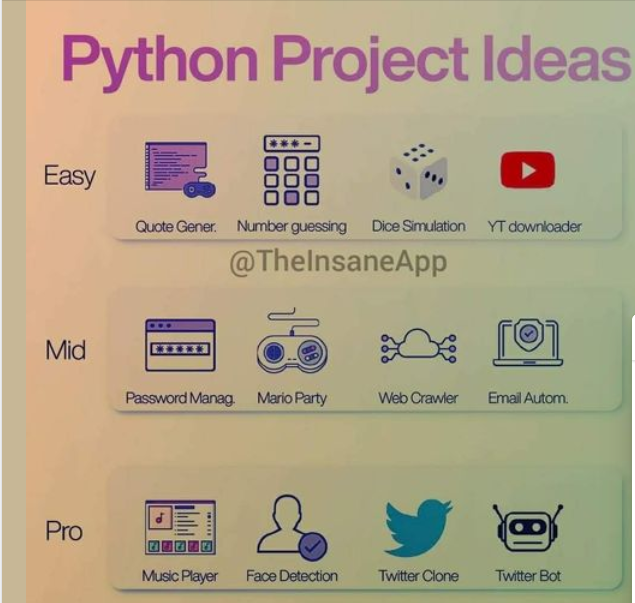 Python Project Ideas
Easy
Quote Gener. Number guessing Dice Simulation YT downloader
@TheInsaneApp
Mid
Password Manag. Mario Party Web Crawler Email Autom.
Pro
Music Player Face Detection Twitter Clone Twitter Bot